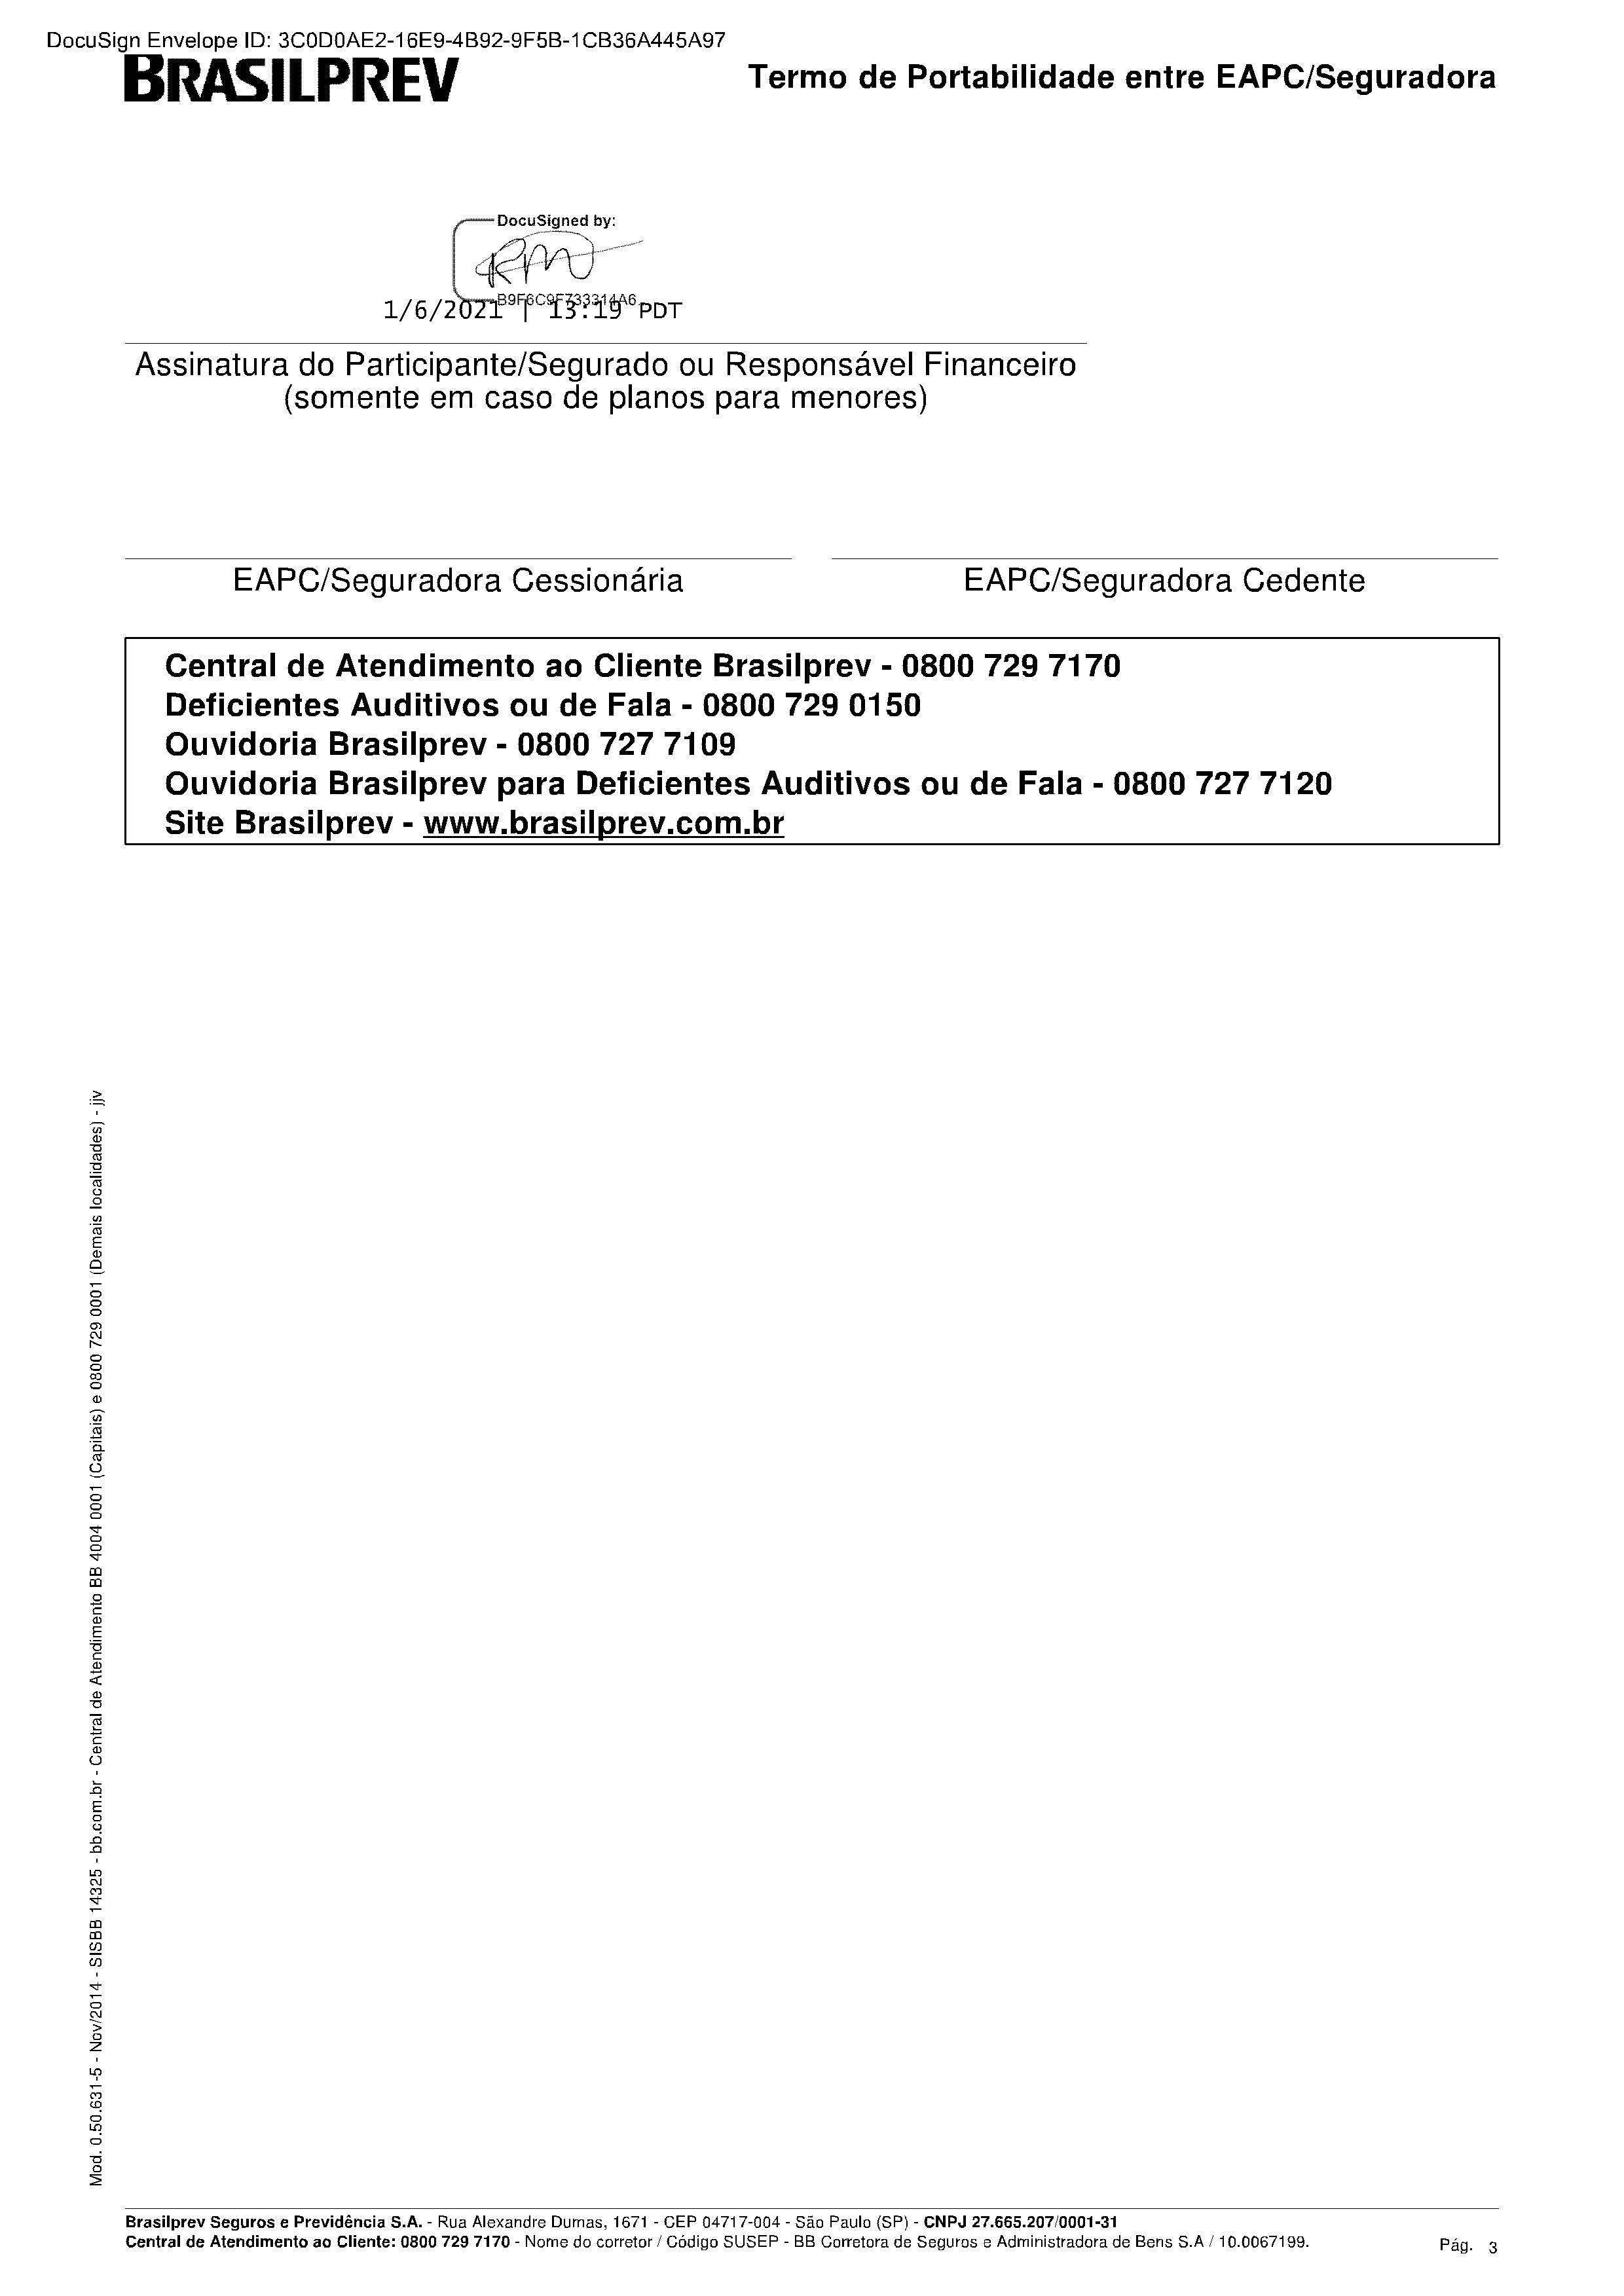 DocuSign Envelope ID: 3C0D0AE2-16E9-4B92-9F5B-1CB36A445A97
BRASILPREV
Termo de Portabilidade entre EAPC/Seguradora
DocuSigned by:
B9F6C9F733314A6...
1/6/2021 | 13:19 PDT
Assinatura do Participante/Segurado ou Responsável Financeiro
(somente em caso de planos para menores)
EAPC/Seguradora Cessionária
EAPC/Seguradora Cedente
Central de Atendimento ao Cliente Brasilprev - 0800 729 7170
Deficientes Auditivos ou de Fala - 0800 729 0150
Ouvidoria Brasilprev - 0800 727 7109
Ouvidoria Brasilprev para Deficientes Auditivos ou de Fala - 0800 727 7120
Site Brasilprev - www.brasilprev.com.br
Mod. 0.50.631-5 - Nov/2014 - SISBB 14325 - bb.com.br - Central de Atendimento BB 4004 0001 (Capitais) e 0800 729 0001 (Demais localidades) - jjv
Brasilprev Seguros e Previdência S.A. - Rua Alexandre Dumas, 1671 - CEP 04717-004 - São Paulo (SP) - CNPJ 27.665.207/0001-31
Central de Atendimento ao Cliente: 0800 729 7170 - Nome do corretor / Código SUSEP - BB Corretora de Seguros e Administradora de Bens S.A / 10.0067199.
Pág. 3